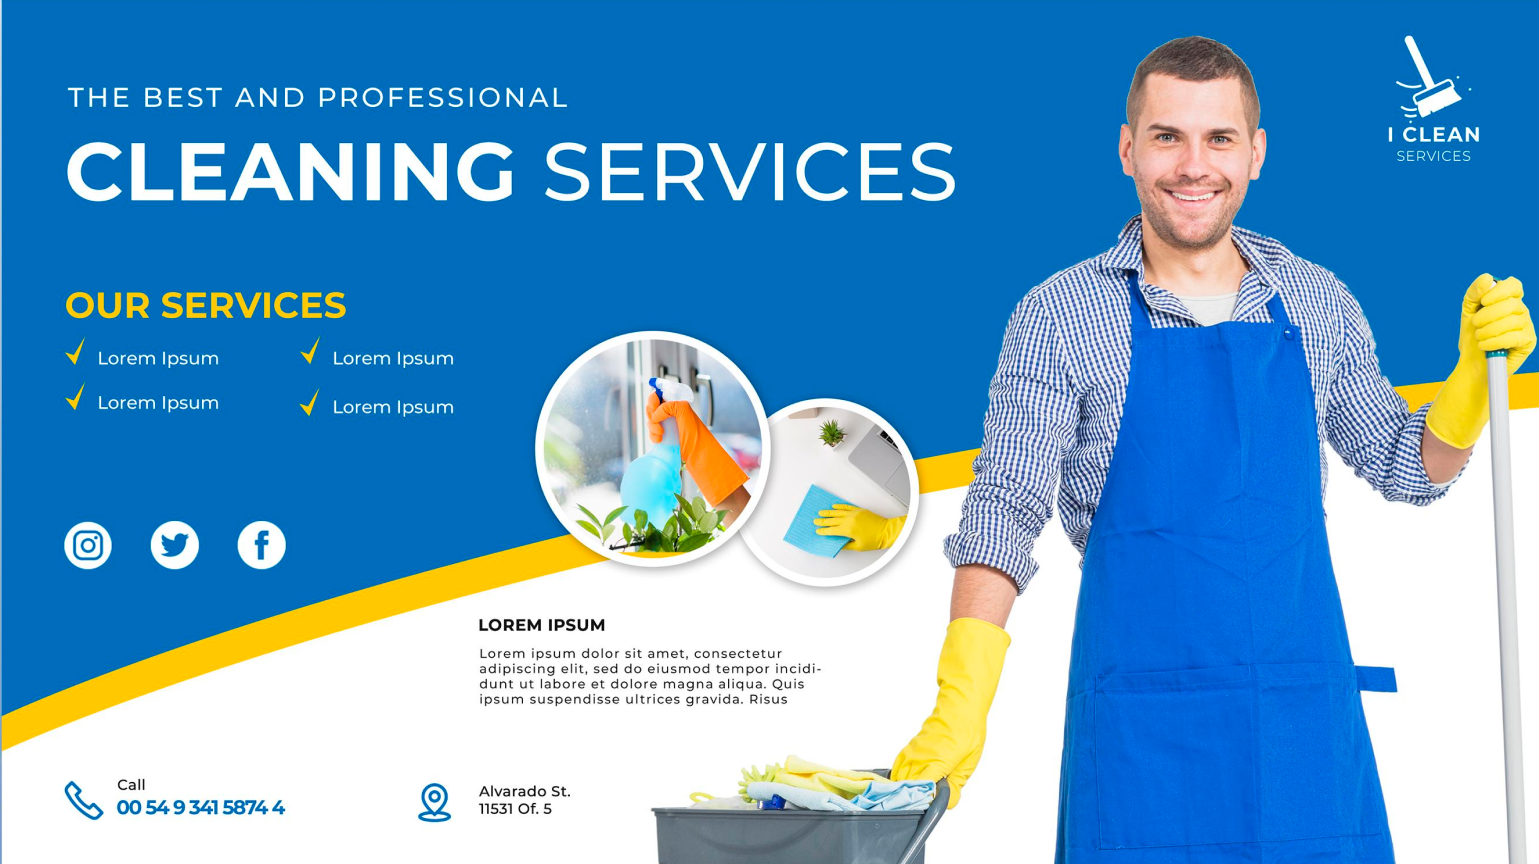 THE BEST AND PROFESSIONAL
CLEANING SERVICES
I CLEAN
SERVICES
OUR SERVICES
Lorem Ipsum
Lorem Ipsum
Lorem Ipsum
Lorem Ipsum
LOREM IPSUM
Lorem ipsum dolor sit amet, consectetur
adipiscing elit, sed do eiusmod tempor incidi-
dunt ut labore et dolore magna aliqua. Quis
ipsum suspendisse ultrices gravida. Risus
Call
00 54 9 341 5874 4
Alvarado St.
11531 Of. 5